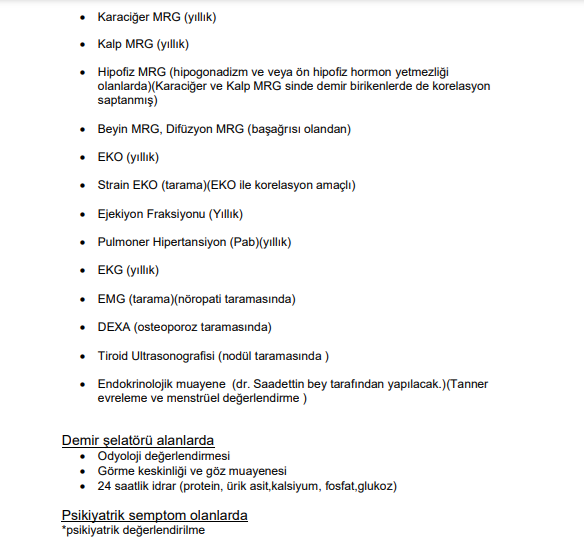 • Karaciğer MRG (yıllık)
• Kalp MRG (yıllık)
• Hipofiz MRG (hipogonadizm ve veya ön hipofiz hormon yetmezliği
olanlarda)(Karaciğer ve Kalp MRG sinde demir birikenlerde de korelasyon
saptanmış)
• Beyin MRG, Difüzyon MRG (başağrısı olandan)
• EKO (yıllık)
• Strain EKO (tarama)(EKO ile korelasyon amaçlı)
• Ejekiyon Fraksiyonu (Yıllık)
• Pulmoner Hipertansiyon (Pab)(yıllık)
• EKG (yıllık)
• EMG (tarama)(nöropati taramasında)
• DEXA (osteoporoz taramasında)
• Tiroid Ultrasonografisi (nodül taramasında )
• Endokrinolojik muayene (dr. Saadettin bey tarafından yapılacak.)(Tanner
evreleme ve menstrüel değerlendirme )
Demir şelatörü alanlarda
• Odyoloji değerlendirmesi
• Görme keskinliği ve göz muayenesi
• 24 saatlik idrar (protein, ürik asit,kalsiyum, fosfat,glukoz)
Psikiyatrik semptom olanlarda
*psikiyatrik değerlendirilme